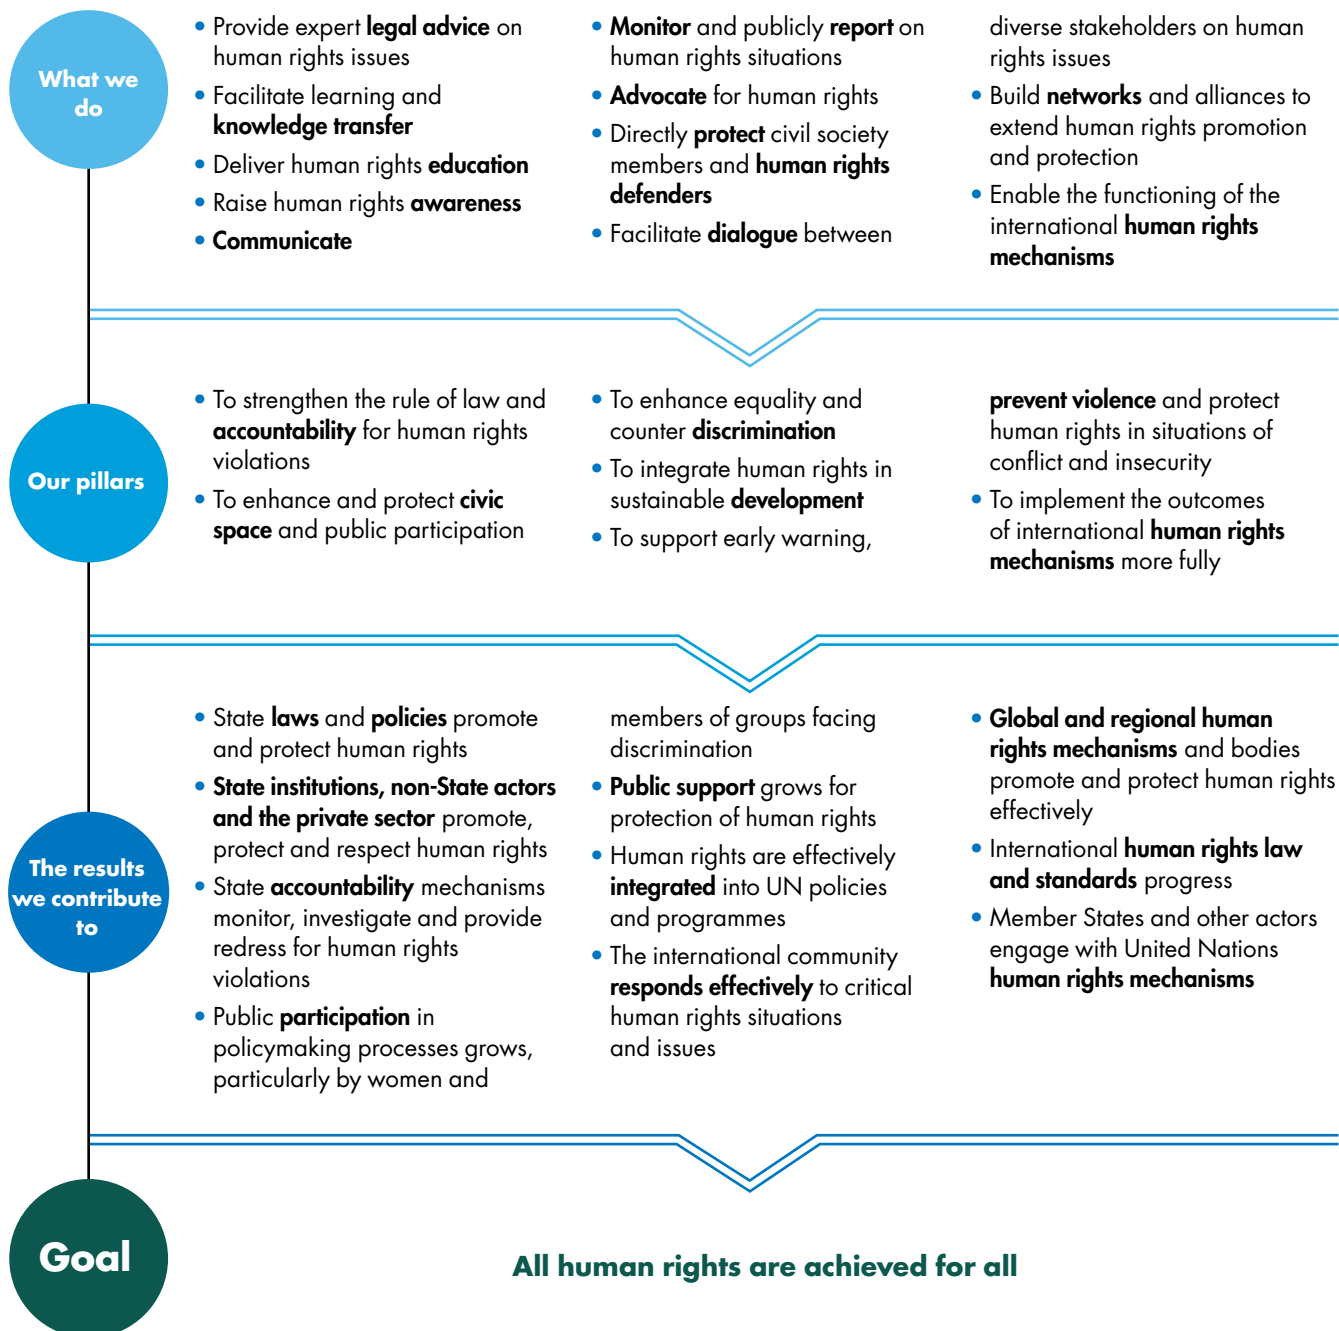 What we
do
• Provide expert legal advice on
human rights issues
• Facilitate learning and
knowledge transfer
• Deliver human rights education
• Raise human rights awareness
• Communicate
• Monitor and publicly report on
human rights situations
• Advocate for human rights
• Directly protect civil society
members and human rights
defenders
• Facilitate dialogue between
diverse stakeholders on human
rights issues
• Build networks and alliances to
extend human rights promotion
and protection
• Enable the functioning of the
international human rights
mechanisms
Our pillars
• To strengthen the rule of law and
accountability for human rights
violations
• To enhance and protect civic
space and public participation
• To enhance equality and
counter discrimination
• To integrate human rights in
sustainable development
• To support early warning,
prevent violence and protect
human rights in situations of
conflict and insecurity
• To implement the outcomes
of international human rights
mechanisms more fully
The results
we contribute
to
• State laws and policies promote
and protect human rights
• State institutions, non-State actors
and the private sector promote,
protect and respect human rights
• State accountability mechanisms
monitor, investigate and provide
redress for human rights
violations
• Public participation in
policymaking processes grows,
particularly by women and
members of groups facing
discrimination
• Public support grows for
protection of human rights
• Human rights are effectively
integrated into UN policies
and programmes
• The international community
responds effectively to critical
human rights situations
and issues
• Global and regional human
rights mechanisms and bodies
promote and protect human rights
effectively
• International human rights law
and standards progress
• Member States and other actors
engage with United Nations
human rights mechanisms
Goal
All human rights are achieved for all